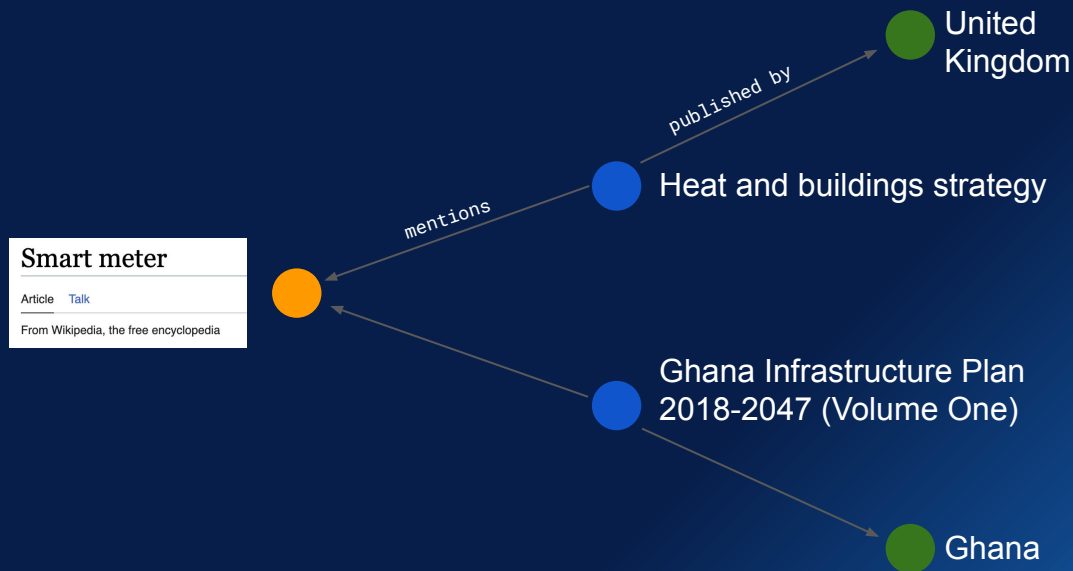 United
Kingdom
published by
Heat and buildings strategy
mentions
Smart meter
Article Talk
From Wikipedia, the free encyclopedia
Ghana Infrastructure Plan
2018-2047 (Volume One)
Ghana